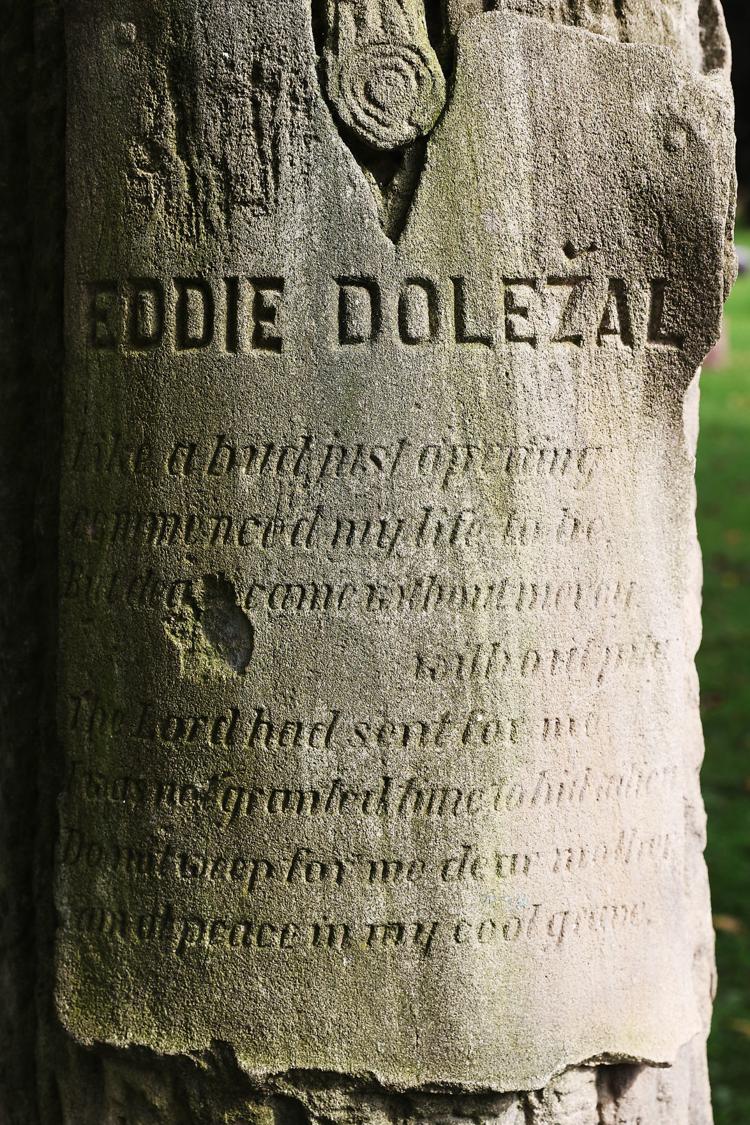 EDDIE DOLEŽAL
Like a bud just opening
commenced my life to be,
But came without mercy
without pity
The Lord had sent for me
I was not granted time to bid adieu
Do not weep for me dear mother
am at peace in my cool grave.